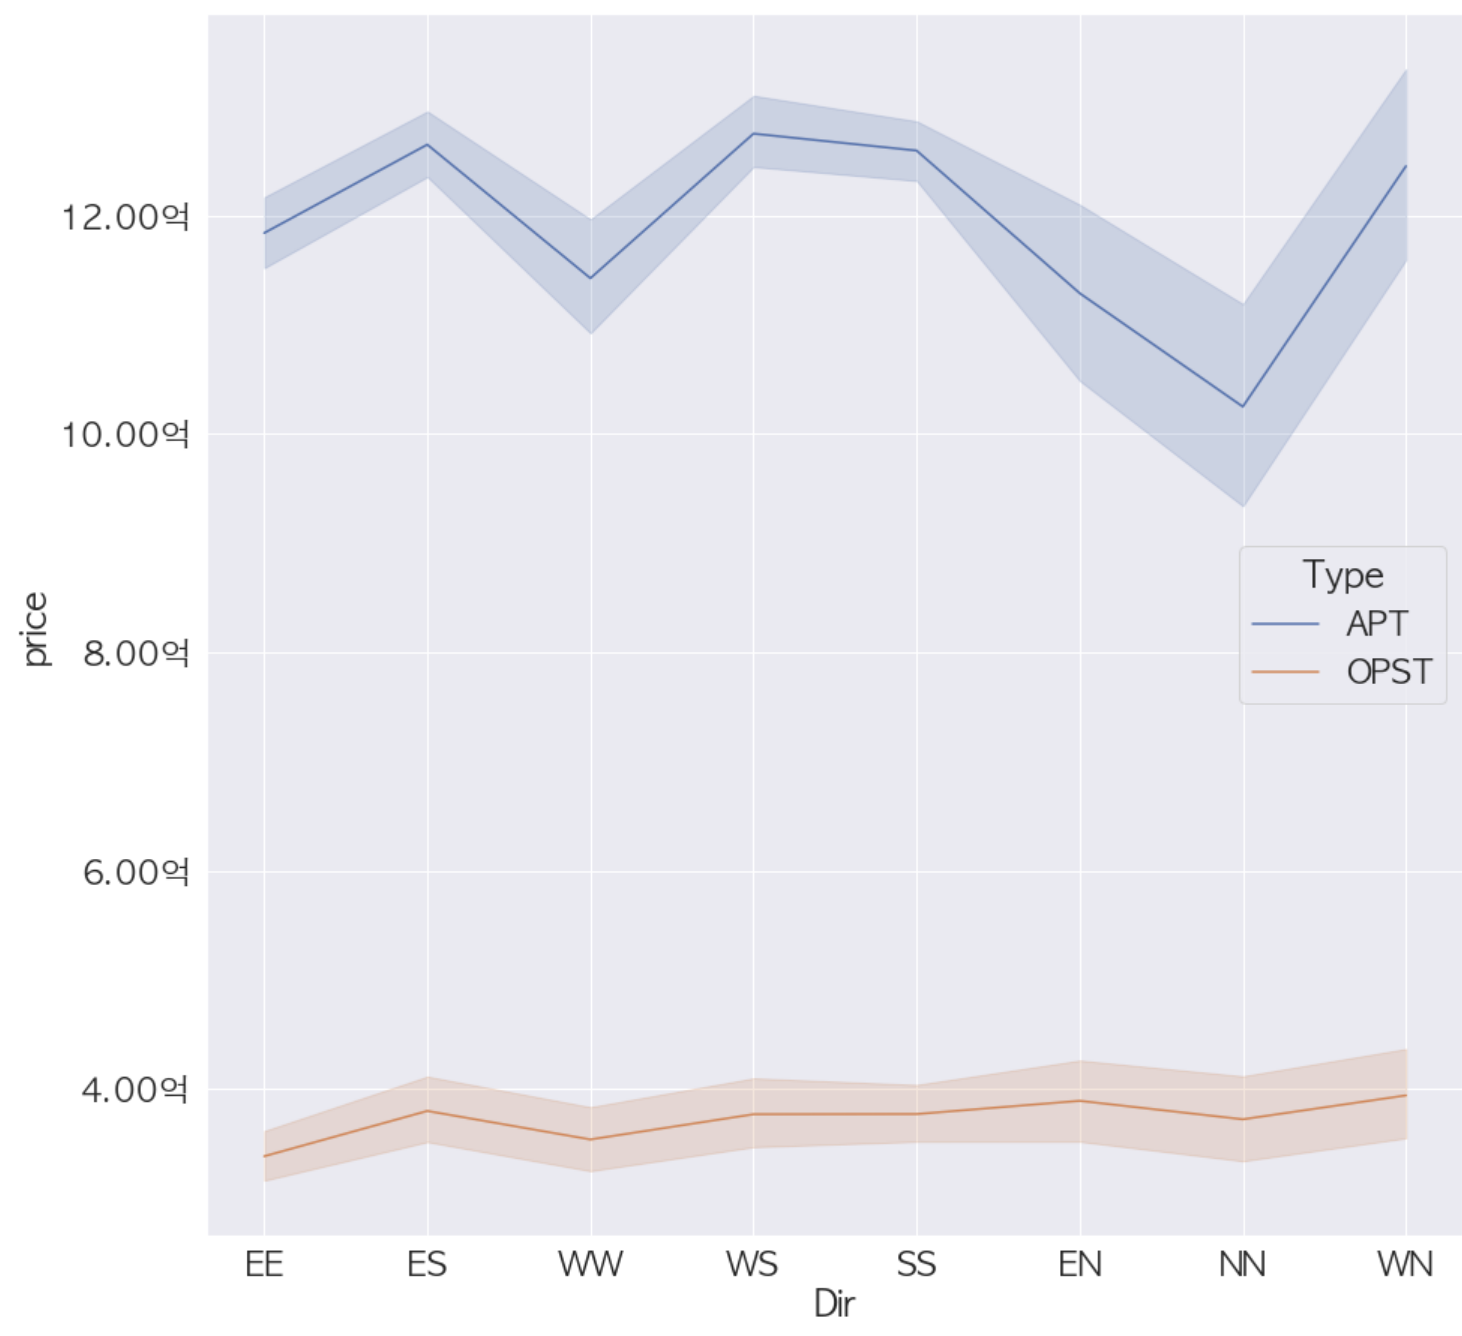 12.00억
10.00억
8.00억
6.00억
4.00억
price
Type
APT
OPST
EE ES WW WS SS EN NN WN
Dir